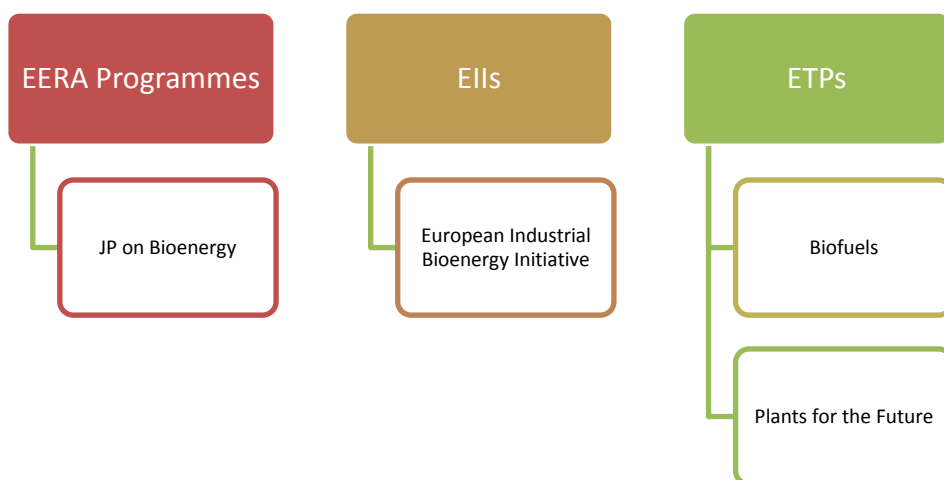 EERA Programmes
JP on Bioenergy
EIIs
European Industrial
Bioenergy Initiative
ETPs
Biofuels
Plants for the Future